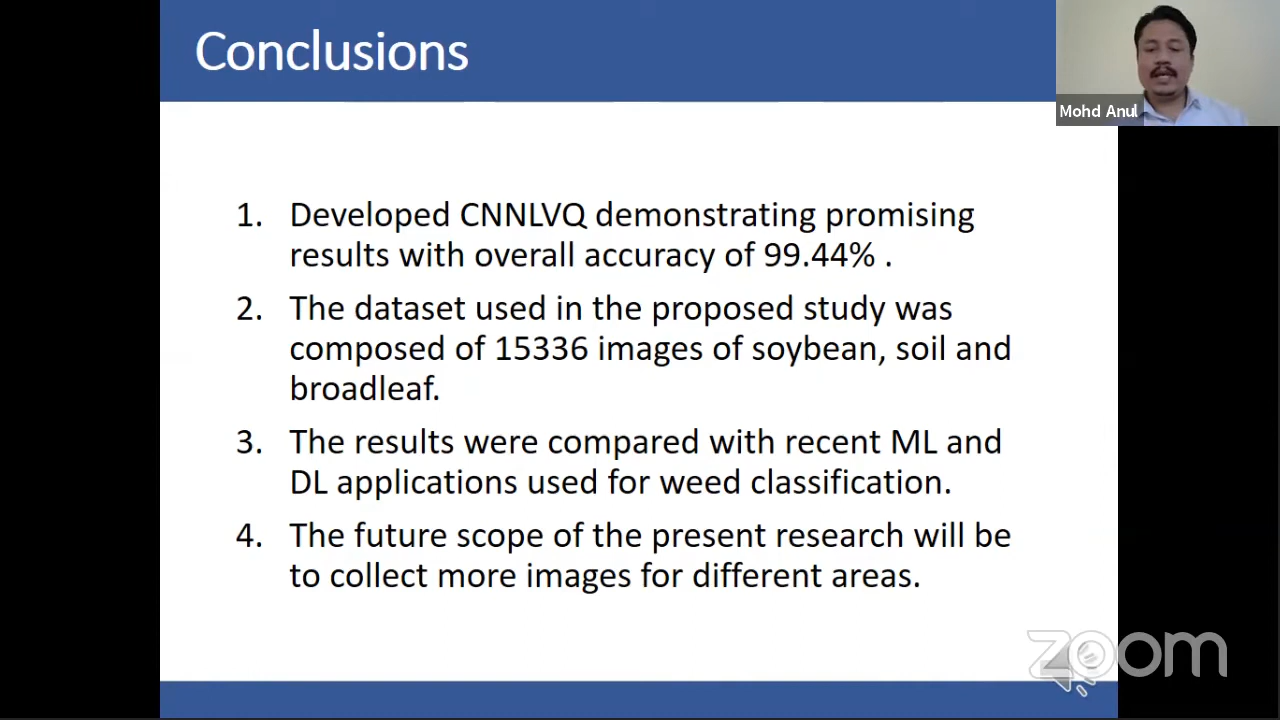 Conclusions
Mohd Anul
1. Developed CNNLVQ demonstrating promising
results with overall accuracy of 99.44% .
2. The dataset used in the proposed study was
composed of 15336 images of soybean, soil and
broadleaf.
3. The results were compared with recent ML and
DL applications used for weed classification.
4. The future scope of the present research will be
to collect more images for different areas.
zoom